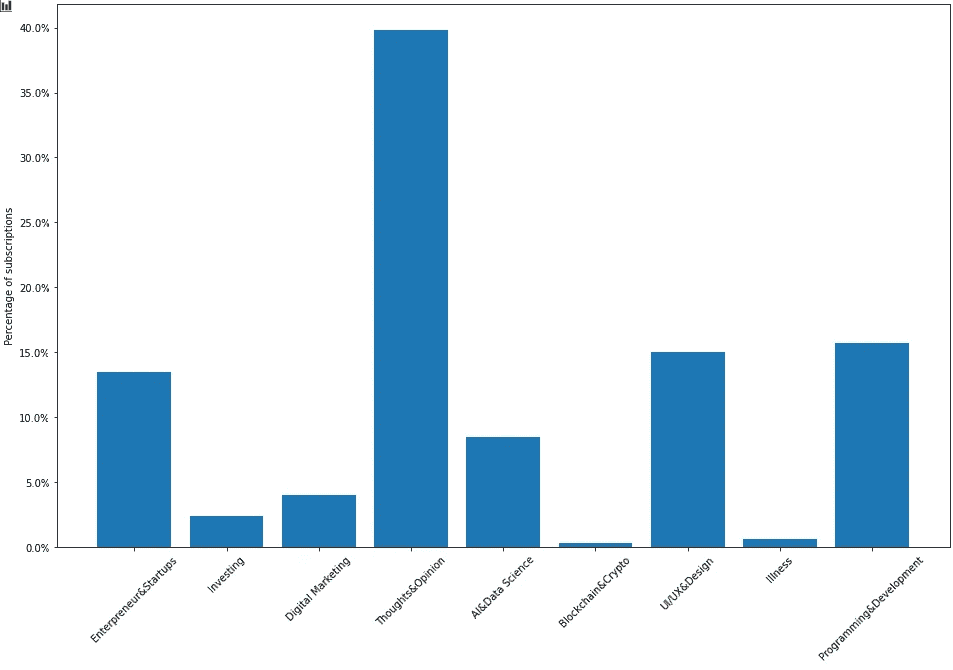 40.0%
35.0%
30.0%
25.0%
20.0%
15.0%
10.0%
5.0%
0.0%
Percentage of subscriptions
Enterpreneur&Startups
Investing
Digital Marketing
Thoughts&Opinion
AI&Data Science
Blockchain&Crypto
UI/UX&Design
Illness
Programming&Development